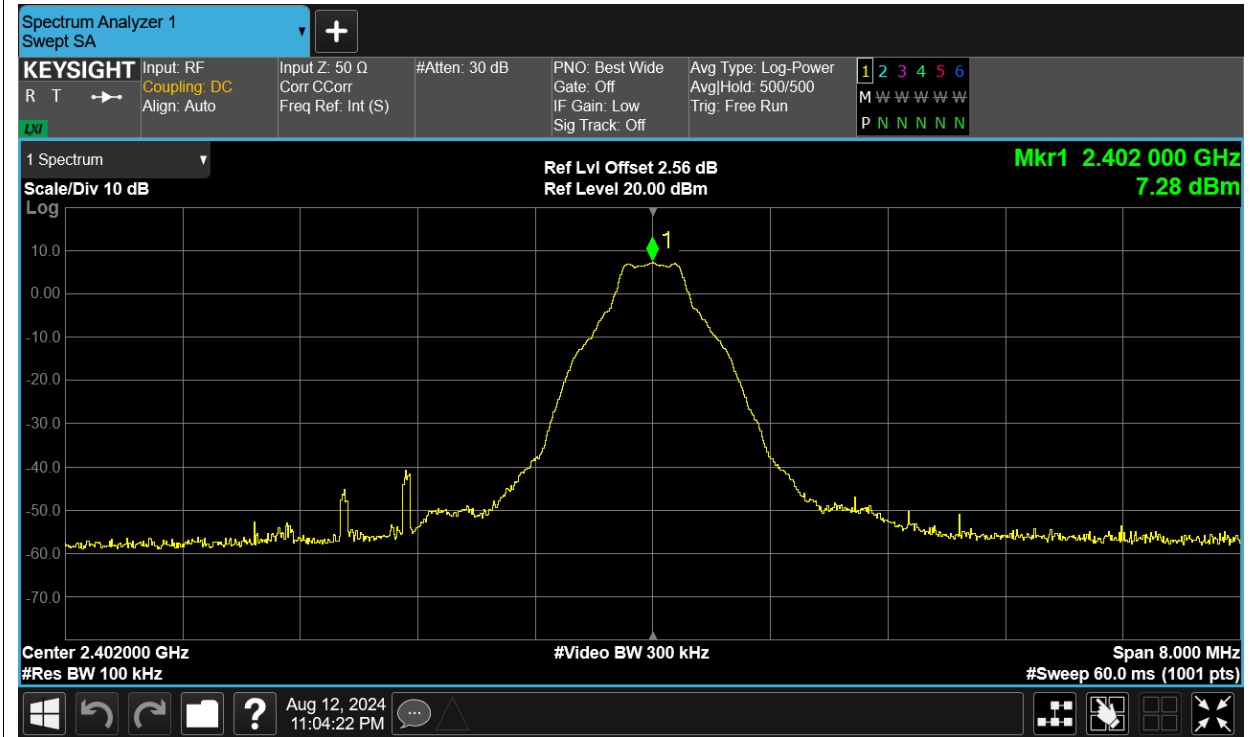 Spectrum Analyzer 1
Swept SA
KEYSIGHT
R T
LXI
Input: RF
Coupling: DC
Align: Auto
Input Z: 50 Ω
Corr CCorr
Freq Ref: Int (S)
#Atten: 30 dB
PNO: Best Wide
Gate: Off
IF Gain: Low
Sig Track: Off
Avg Type: Log-Power
Avg|Hold: 500/500
Trig: Free Run
1 2 3 4 5 6
M W W W W W
P N N N N N
1 Spectrum
Scale/Div 10 dB
Log
Ref Lvl Offset 2.56 dB
Ref Level 20.00 dBm
Mkr1 2.402 000 GHz
7.28 dBm
1
10.0
0.00
-10.0
-20.0
-30.0
-40.0
-50.0
-60.0
-70.0
Center 2.402000 GHz
#Res BW 100 kHz
#Video BW 300 kHz
Span 8.000 MHz
#Sweep 60.0 ms (1001 pts)
?
Aug 12, 2024
11:04:22 PM